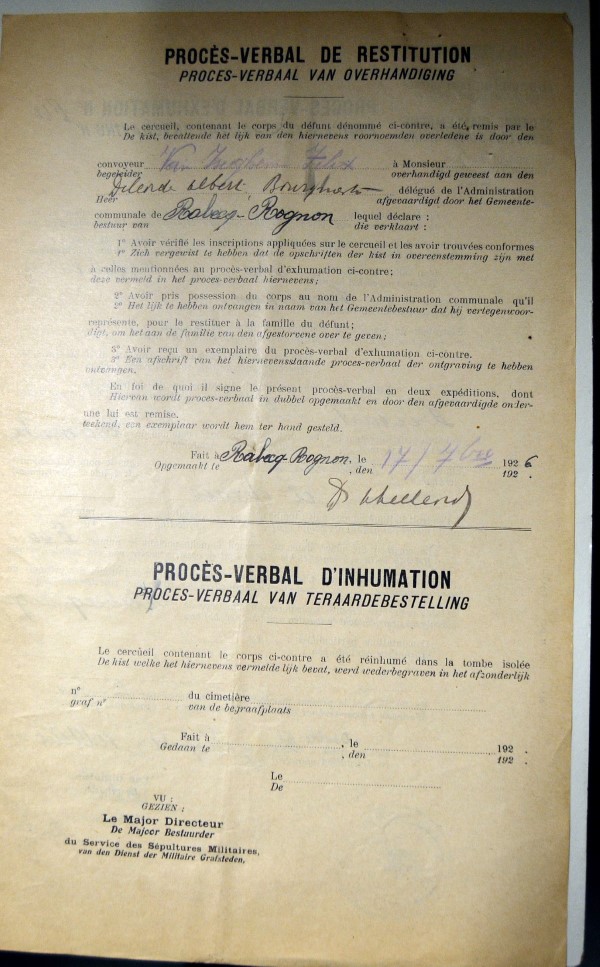 PROCÈS-VERBAL DE RESTITUTION
PROCES-VERBAAL VAN OVERHANDIGING
Le cercueil, contenant le corps du défunt dénommé ci-contre, a été remis par le
De kist, bevattende het lijk van den hiernevens voornoemden overledene is door den
convoyeur Félix à Monsieur
begeleider overhandigd geweest aan den
Albert délégué de l'Administration
Heer afgevaardigd door het Gemeente-
communale de Rebecq-Rognon lequel déclare :
bestuur van die verklaart :
1° Avoir vérifié les inscriptions appliquées sur le cercueil et les avoir trouvées conformes
1° Zich vergewist te hebben dat de opschriften der kist in overeenstemming zijn met
à celles mentionnées au procès-verbal d'exhumation ci-contre;
deze vermeld in het proces-verbaal hiernevens;
2° Avoir pris possession du corps au nom de l'Administration communale qu'il
2° Het lijk te hebben ontvangen in naam van het Gemeentebestuur dat hij vertegenwoor-
représente, pour le restituer à la famille du défunt;
digt, om het aan de familie van den afgestorvene over te geven;
3° Avoir reçu un exemplaire du procès-verbal d'exhumation ci-contre.
3° Een afschrift van het hiernevensstaande proces-verbaal der ontgraving te hebben
ontvangen.
En foi de quoi il signe le présent procès-verbal en deux expéditions, dont
Hiervan wordt proces-verbaal in dubbel opgemaakt en door den afgevaardigde onder-
une lui est remise.
teekend, een exemplaar wordt hem ter hand gesteld.
Fait à Rebecq-Rognon, le 17/7bre 1926
Opgemaakt te , den 192 .
PROCÈS-VERBAL D'INHUMATION
PROCES-VERBAAL VAN TERAARDEBESTELLING
Le cercueil contenant le corps ci-contre a été réinhumé dans la tombe isolée
De kist welke het hiernevens vermelde lijk bevat, werd wederbegraven in het afzonderlijk
n° du cimetière
graf n° van de begraafplaats
Fait à , le 192 .
Gedaan te , den 192 .
Le
De
VU :
GEZIEN :
Le Major Directeur
De Majoor Bestuurder
du Service des Sépultures Militaires,
van den Dienst der Militaire Grafsteden,